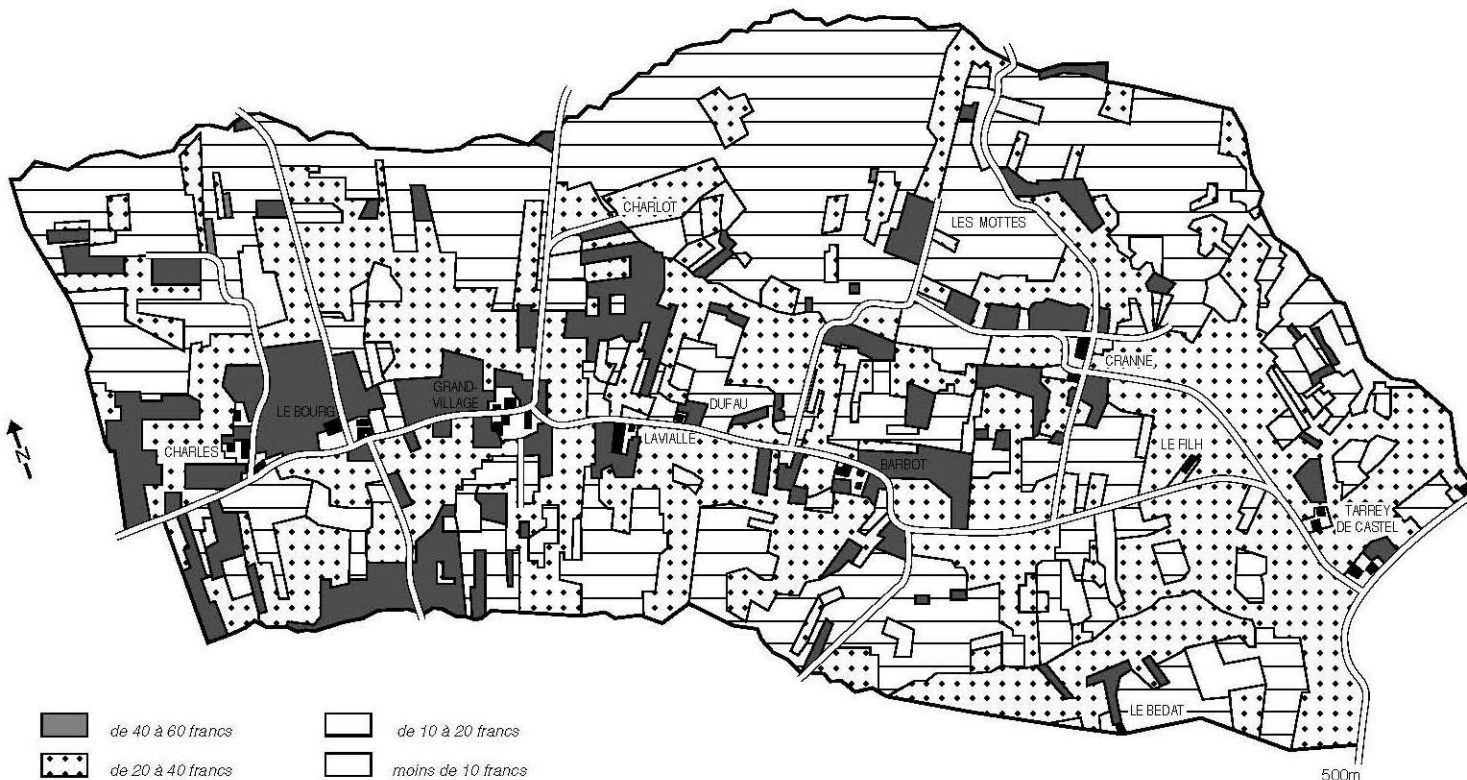 CHARLOT
LES MOTTES
CRANNE
GRAND-
VILLAGE
LE BOURG
DUFAU
CHARLES
LAVIALLE
BARBOT
LE FILH
TARREY
DE CASTEL
N
LE BEDAT
de 40 à 60 francs
de 10 à 20 francs
de 20 à 40 francs
moins de 10 francs
500m